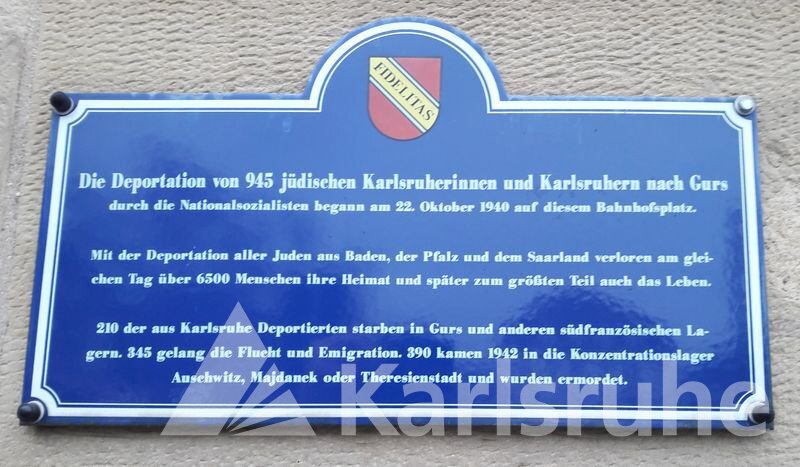 FIDELITAS
Die Deportation von 945 jüdischen Karlsruherinnen und Karlsruhern nach Gurs
durch die Nationalsozialisten begann am 22. Oktober 1940 auf diesem Bahnhofsplatz.
Mit der Deportation aller Juden aus Baden, der Pfalz und dem Saarland verloren am glei-
chen Tag über 6500 Menschen ihre Heimat und später zum größten Teil auch das Leben.
210 der aus Karlsruhe Deportierten starben in Gurs und anderen südfranzösischen La-
gern. 345 gelang die Flucht und Emigration. 390 kamen 1942 in die Konzentrationslager
Auschwitz, Majdanek oder Theresienstadt und wurden ermordet.
Karlsruhe